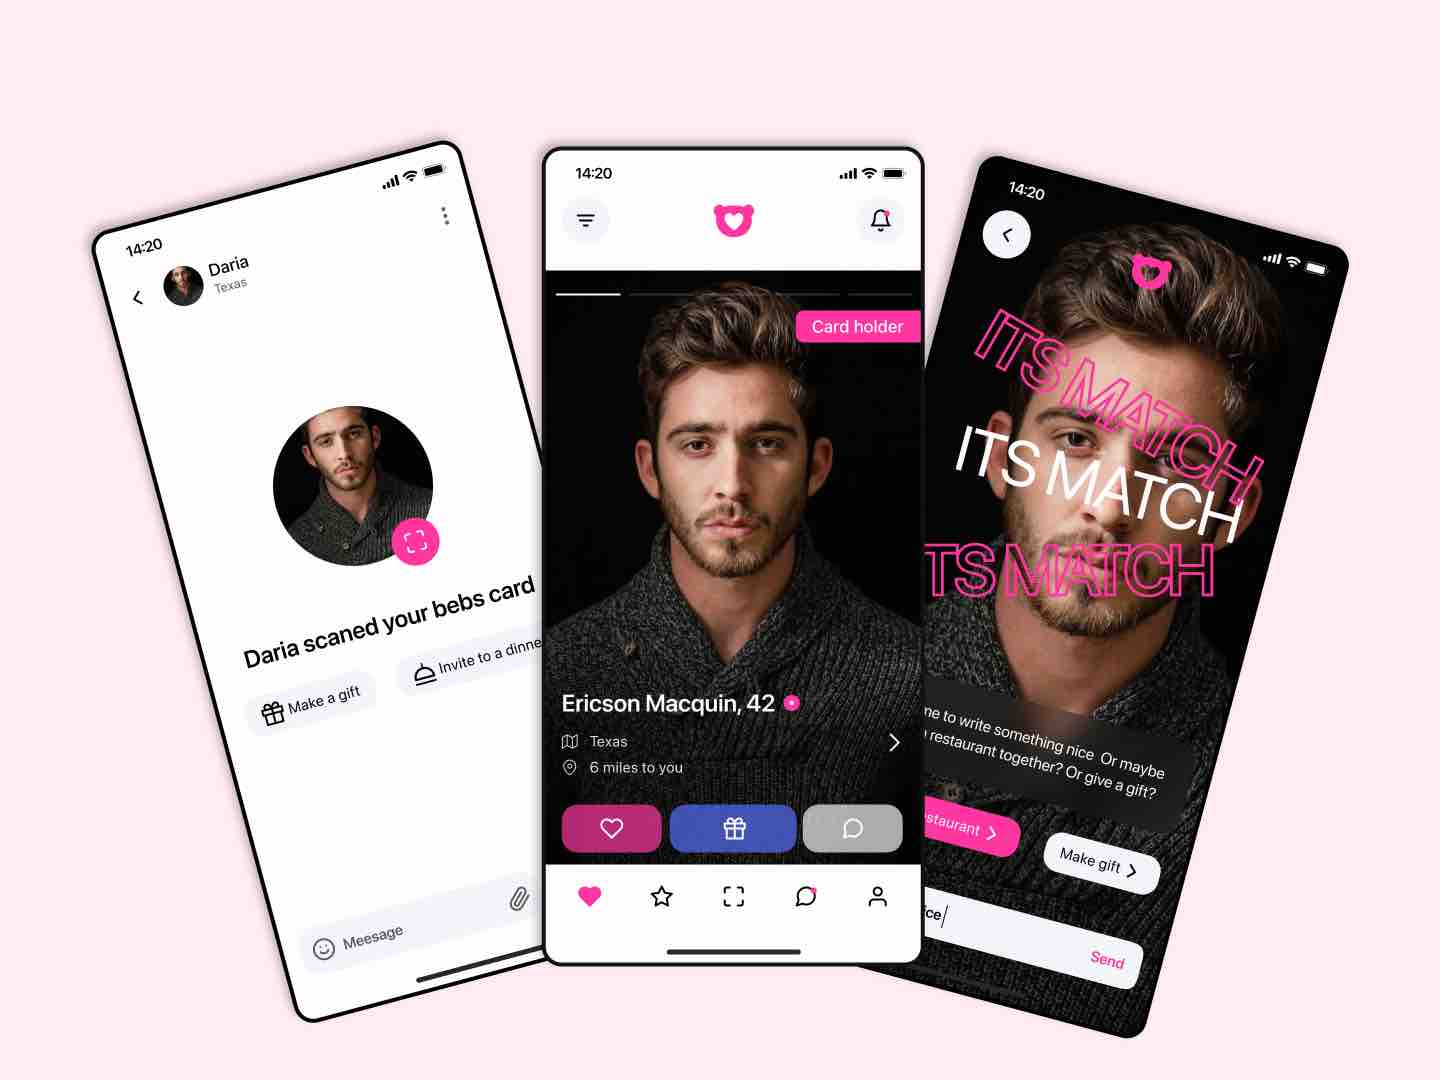 14:20
Daria
Texas
Daria scaned your bebs card
Make a gift
Invite to a dinne
Meesage
14:20
Card holder
Ericson Macquin, 42
Texas
6 miles to you
14:20
ITS MATCH
ITS MATCH
TS MATCH
me to write something nice Or maybe
restaurant together? Or give a gift?
staurant
Make gift
ice
Send